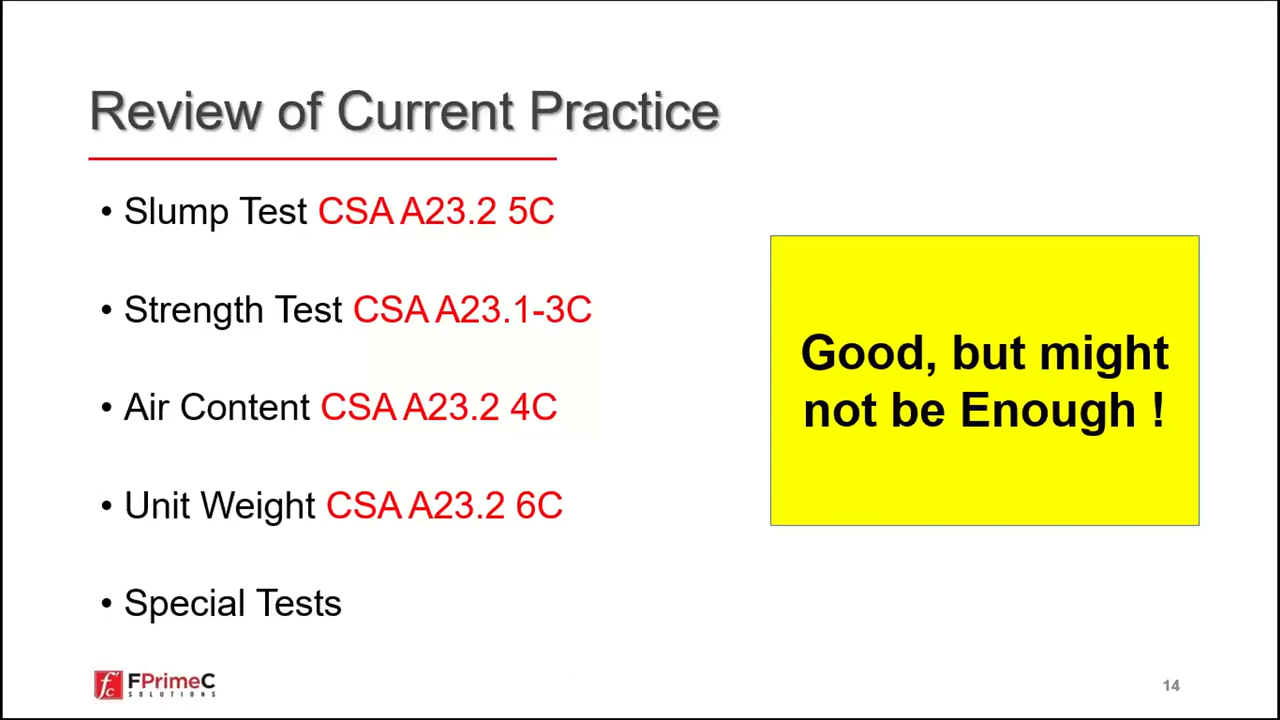 Review of Current Practice
• Slump Test CSA A23.2 5C
• Strength Test CSA A23.1-3C
• Air Content CSA A23.2 4C
• Unit Weight CSA A23.2 6C
• Special Tests
Good, but might
not be Enough !
f'c FPrimeC
SOLUTIONS
14